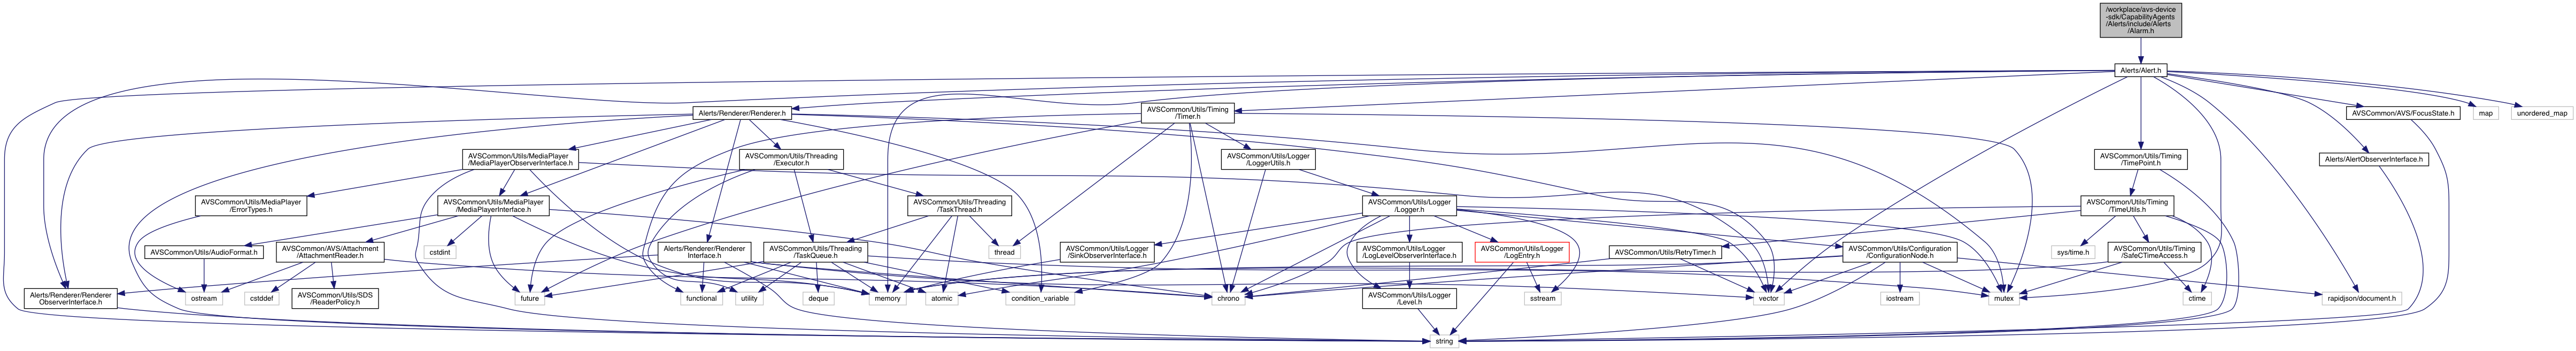 /workplace/avs-device
-sdk/CapabilityAgents
/Alerts/include/Alerts
/Alarm.h
Alerts/Alert.h
Alerts/Renderer/Renderer.h
AVSCommon/Utils/Timing
/Timer.h
AVSCommon/AVS/FocusState.h
map
unordered_map
AVSCommon/Utils/MediaPlayer
/MediaPlayerObserverInterface.h
AVSCommon/Utils/Threading
/Executor.h
AVSCommon/Utils/Logger
/LoggerUtils.h
AVSCommon/Utils/Timing
/TimePoint.h
Alerts/AlertObserverInterface.h
AVSCommon/Utils/MediaPlayer
/ErrorTypes.h
AVSCommon/Utils/MediaPlayer
/MediaPlayerInterface.h
AVSCommon/Utils/Threading
/TaskThread.h
AVSCommon/Utils/Logger
/Logger.h
AVSCommon/Utils/Timing
/TimeUtils.h
AVSCommon/Utils/AudioFormat.h
AVSCommon/AVS/Attachment
/AttachmentReader.h
cstdint
Alerts/Renderer/Renderer
Interface.h
AVSCommon/Utils/Threading
/TaskQueue.h
thread
AVSCommon/Utils/Logger
/SinkObserverInterface.h
AVSCommon/Utils/Logger
/LogLevelObserverInterface.h
AVSCommon/Utils/Logger
/LogEntry.h
AVSCommon/Utils/RetryTimer.h
AVSCommon/Utils/Configuration
/ConfigurationNode.h
sys/time.h
AVSCommon/Utils/Timing
/SafeCTimeAccess.h
Alerts/Renderer/Renderer
ObserverInterface.h
ostream
cstddef
AVSCommon/Utils/SDS
/ReaderPolicy.h
future
functional
utility
deque
memory
atomic
condition_variable
chrono
AVSCommon/Utils/Logger
/Level.h
sstream
vector
iostream
mutex
ctime
rapidjson/document.h
string